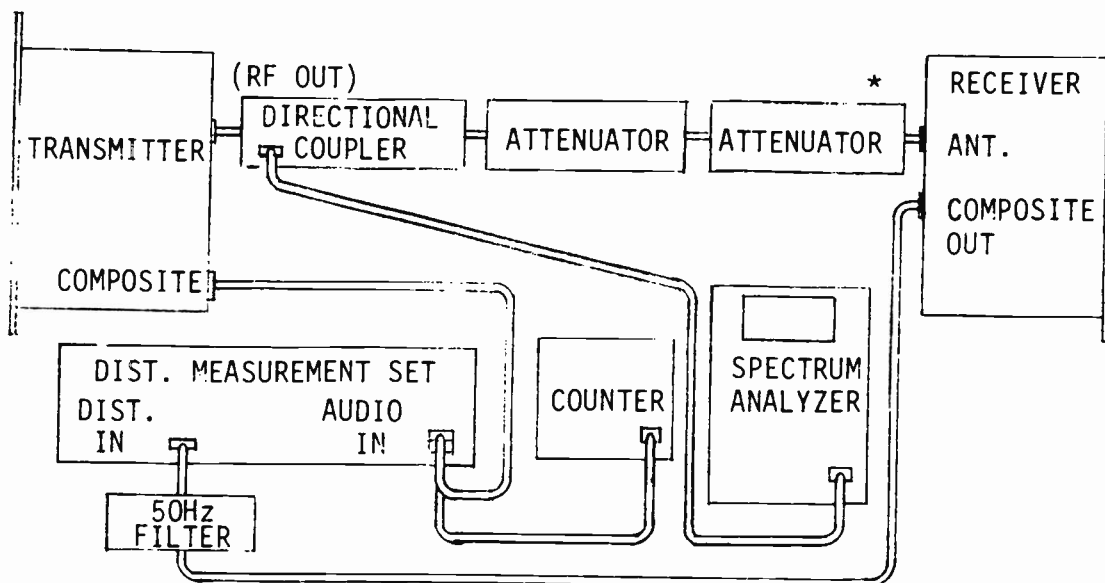 (RF OUT)
*
TRANSMITTER
DIRECTIONAL
COUPLER
ATTENUATOR
ATTENUATOR
RECEIVER
ANT.
COMPOSITE
OUT
COMPOSITE
DIST. MEASUREMENT SET
DIST.
IN
AUDIO
IN
COUNTER
SPECTRUM
ANALYZER
50Hz
FILTER